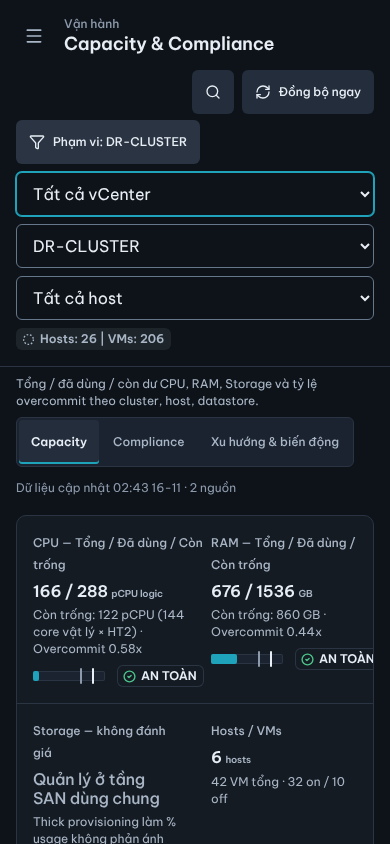 Vận hành
Capacity & Compliance
Đồng bộ ngay
Phạm vi: DR-CLUSTER
Tất cả vCenter
DR-CLUSTER
Tất cả host
Hosts: 26 | VMs: 206
Tổng / đã dùng / còn dư CPU, RAM, Storage và tỷ lệ
overcommit theo cluster, host, datastore.
Capacity
Compliance
Xu hướng & biến động
Dữ liệu cập nhật 02:43 16-11 · 2 nguồn
CPU — Tổng / Đã dùng / Còn
trống
166 / 288 pCPU logic
Còn trống: 122 pCPU (144
core vật lý × HT2) ·
Overcommit 0.58x
AN TOÀN
RAM — Tổng / Đã dùng /
Còn trống
676 / 1536 GB
Còn trống: 860 GB ·
Overcommit 0.44x
AN TOÀN
Storage — không đánh
giá
Quản lý ở tầng
SAN dùng chung
Thick provisioning làm %
usage không phản ánh
Hosts / VMs
6 hosts
42 VM tổng · 32 on / 10
off